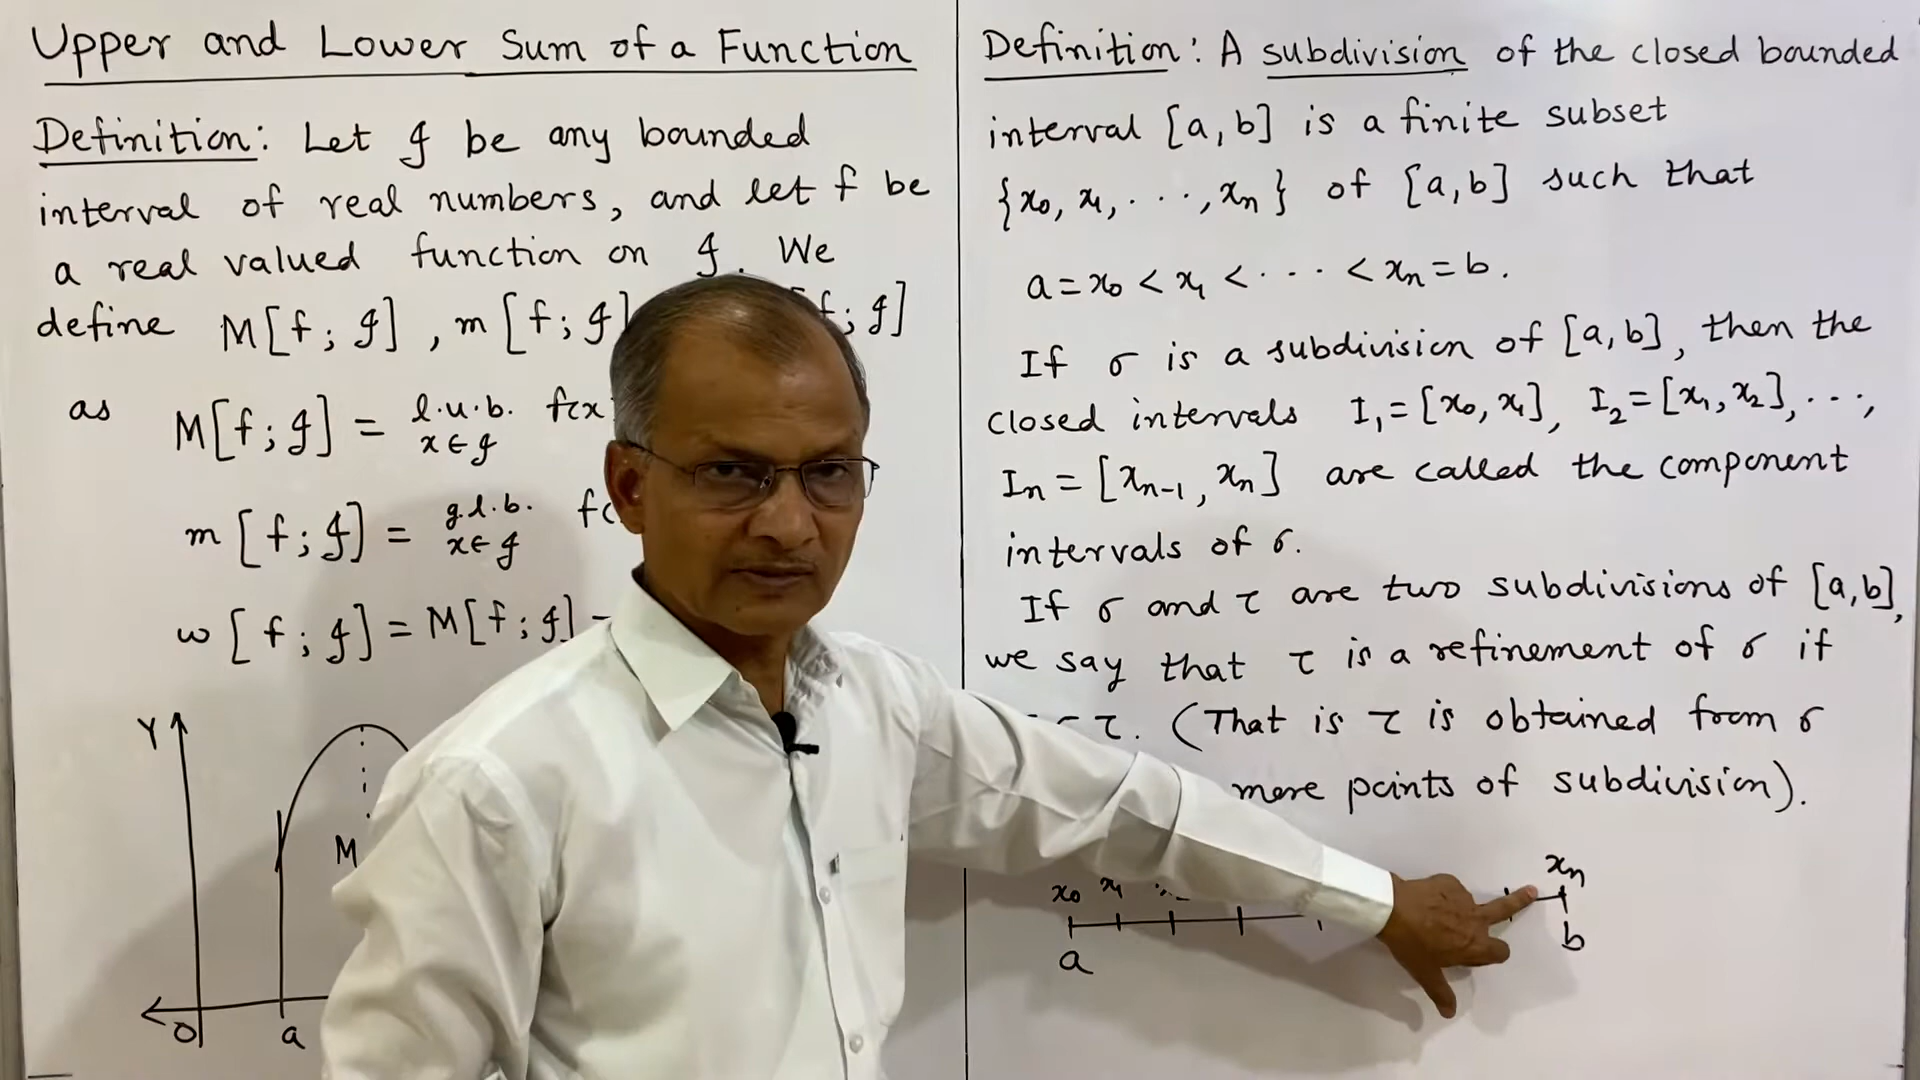 Upper and Lower Sum of a Function
Definition: Let 𝒥 be any bounded
interval of real numbers, and let f be
a real valued function on 𝒥. We
define M[f; 𝒥], m[f; 𝒥] f; 𝒥]
as M[f; 𝒥] = l.u.b. f(x
x ∈ 𝒥
m[f; 𝒥] = g.l.b. f(
x ∈ 𝒥
ω[f; 𝒥] = M[f; 𝒥] -
Y
M
O a
Definition: A subdivision of the closed bounded
interval [a, b] is a finite subset
{x₀, x₁, . . ., xₙ} of [a, b] such that
a = x₀ < x₁ < . . . < xₙ = b.
If σ is a subdivision of [a, b], then the
closed intervals I₁ = [x₀, x₁], I₂ = [x₁, x₂], . . .,
Iₙ = [xₙ₋₁, xₙ] are called the component
intervals of σ.
If σ and τ are two subdivisions of [a, b],
we say that τ is a refinement of σ if
τ. (That is τ is obtained from σ
more points of subdivision).
x₀ x₁ xₙ
a b